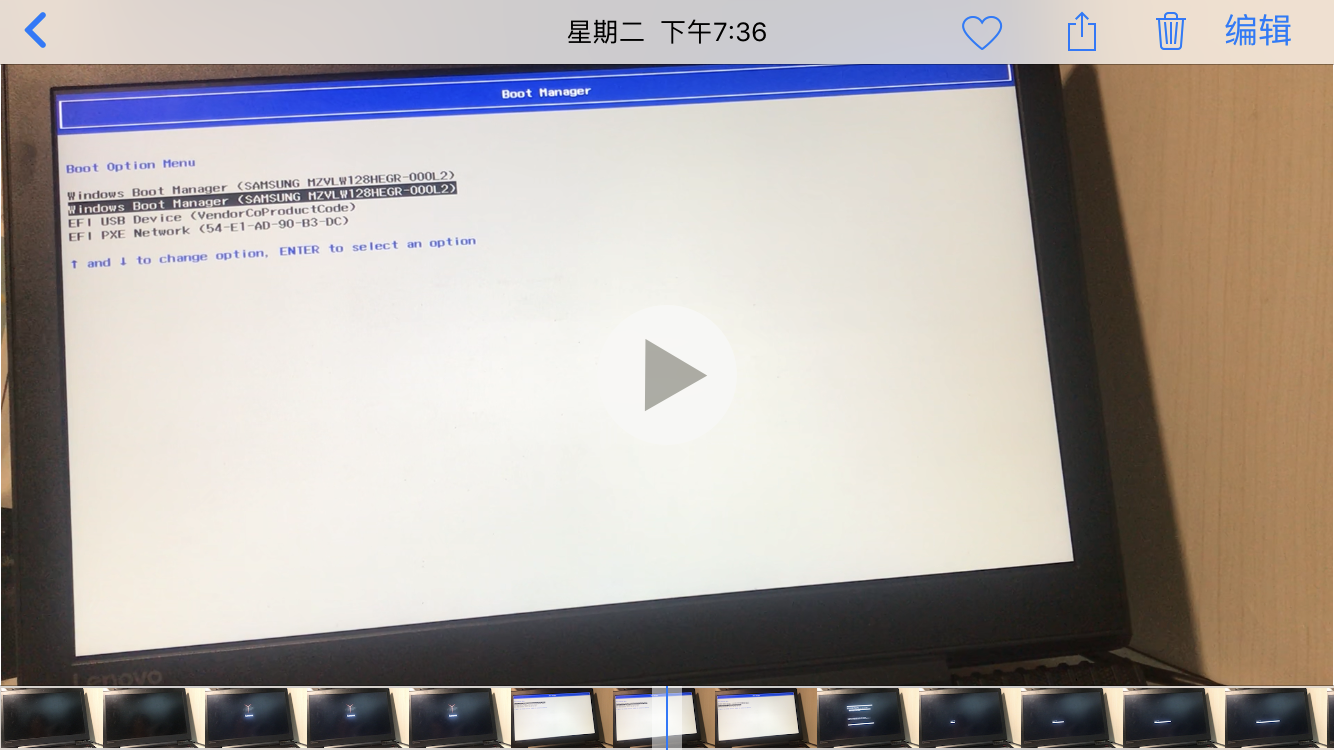 星期二 下午7:36
编辑
Boot Manager
Boot Option Menu
Windows Boot Manager (SAMSUNG MZVLW128HEGR-000L2)
Windows Boot Manager (SAMSUNG MZVLW128HEGR-000L2)
EFI USB Device (VendorCoProductCode)
EFI PXE Network (54-E1-AD-90-B3-DC)
↑ and ↓ to change option, ENTER to select an option
Lenovo